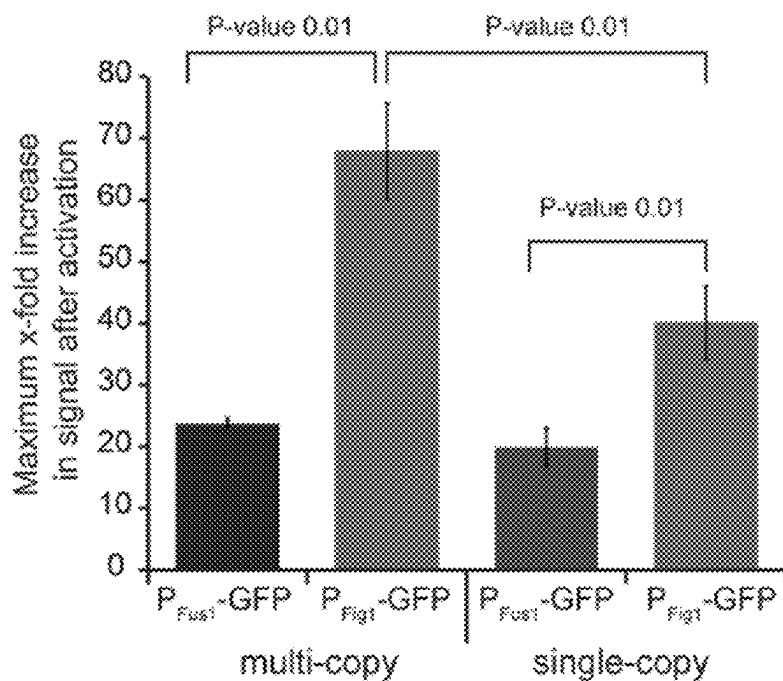 P-value 0.01 P-value 0.01
80
70
60
50
40
30
20
10
0
Maximum x-fold increase
in signal after activation
P-value 0.01
PFus1-GFP PFig1-GFP PFus1-GFP PFig1-GFP
multi-copy single-copy